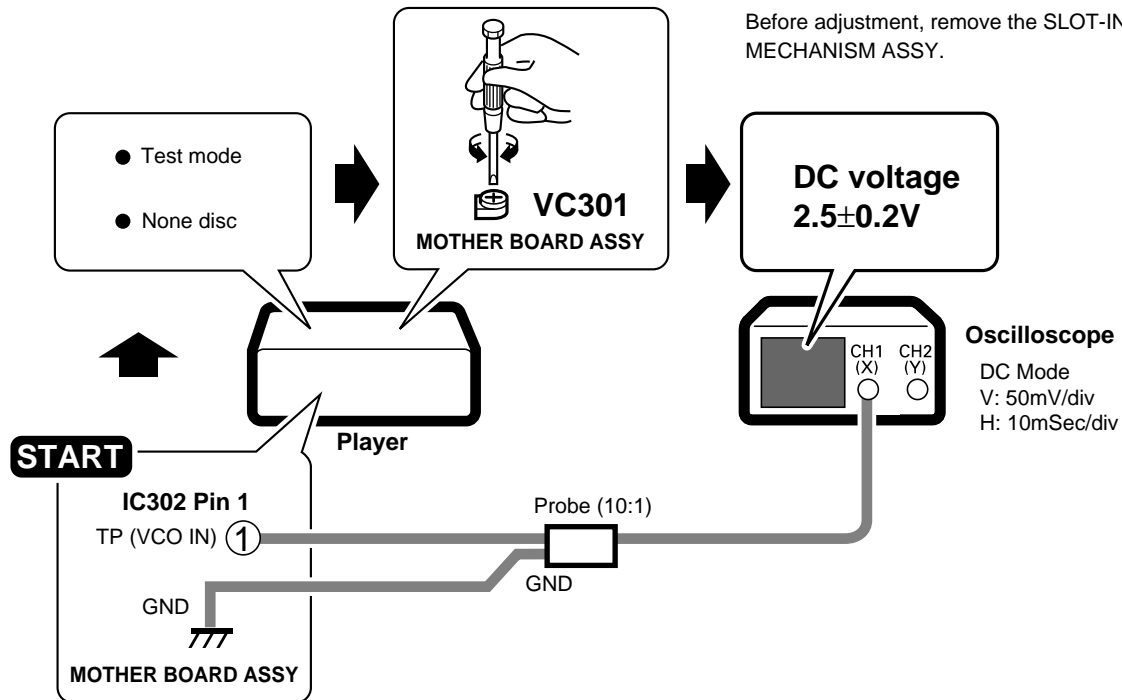 Before adjustment, remove the SLOT-IN
MECHANISM ASSY.
● Test mode
● None disc
VC301
MOTHER BOARD ASSY
DC voltage
2.5±0.2V
CH1 CH2
(X) (Y)
Oscilloscope
DC Mode
V: 50mV/div
H: 10mSec/div
Player
START
IC302 Pin 1
TP (VCO IN) 1
Probe (10:1)
GND
GND
MOTHER BOARD ASSY